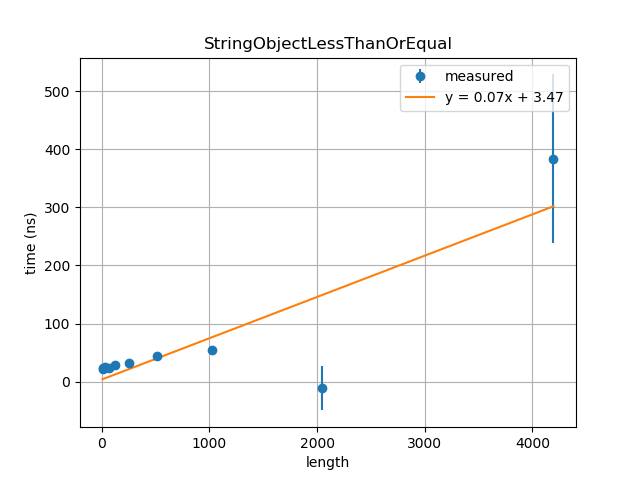 StringObjectLessThanOrEqual
measured
y = 0.07x + 3.47
500
400
300
200
100
0
time (ns)
0
1000
2000
3000
4000
length